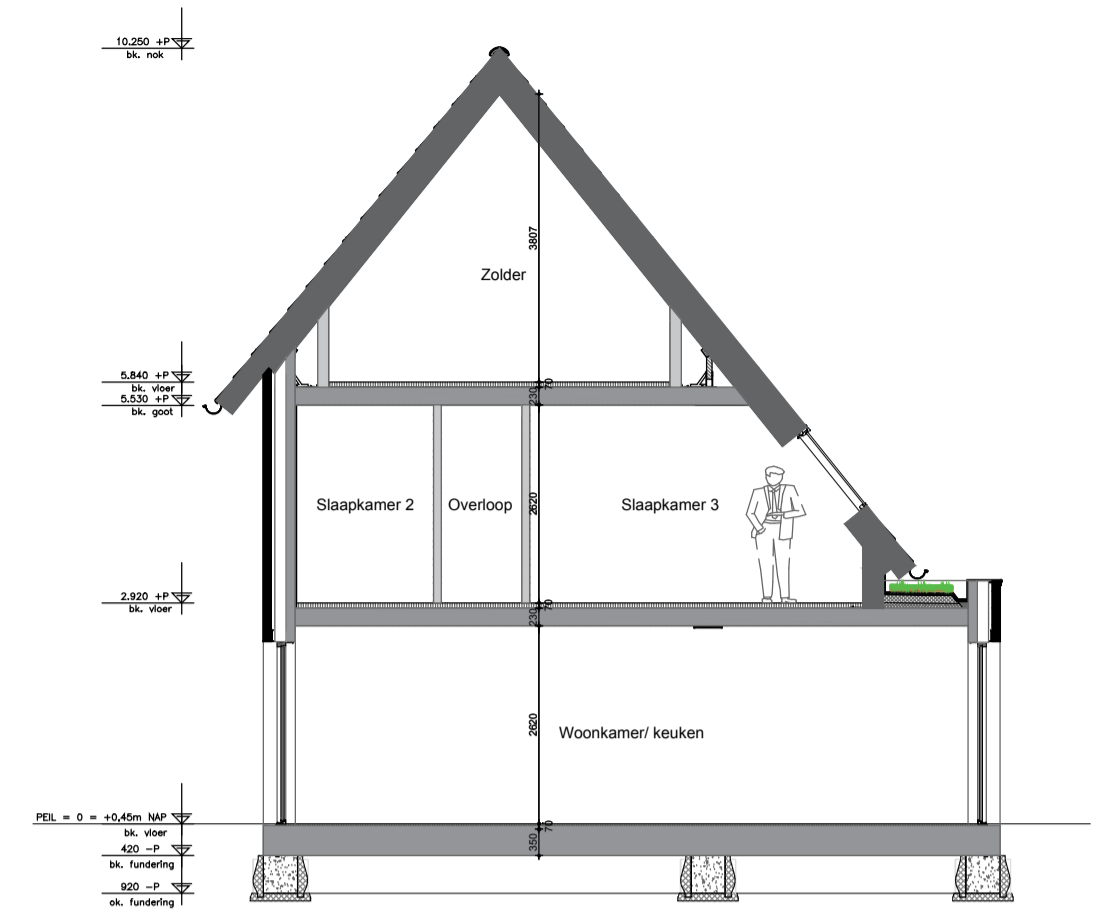 10.250 +P
bk. nok
3807
Zolder
5.840 +P
bk. vloer
70
230
5.530 +P
bk. goot
Slaapkamer 2
Overloop
2620
Slaapkamer 3
2.920 +P
bk. vloer
70
230
2620
Woonkamer/ keuken
PEIL = 0 = +0,45m NAP
bk. vloer
70
350
420 -P
bk. fundering
920 -P
ok. fundering